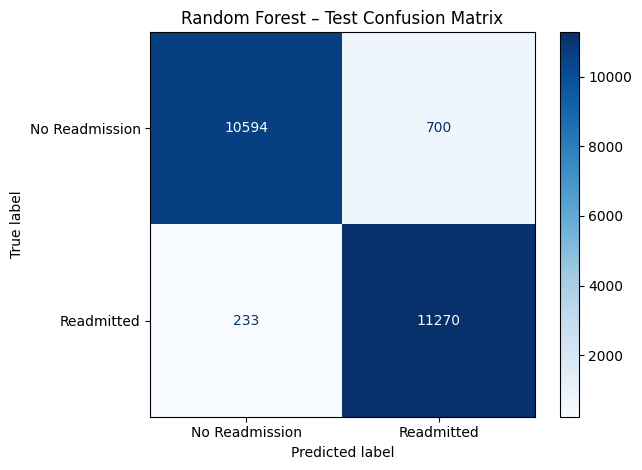 Random Forest – Test Confusion Matrix
No Readmission
10594
700
Readmitted
233
11270
No Readmission
Readmitted
Predicted label
True label
10000
8000
6000
4000
2000